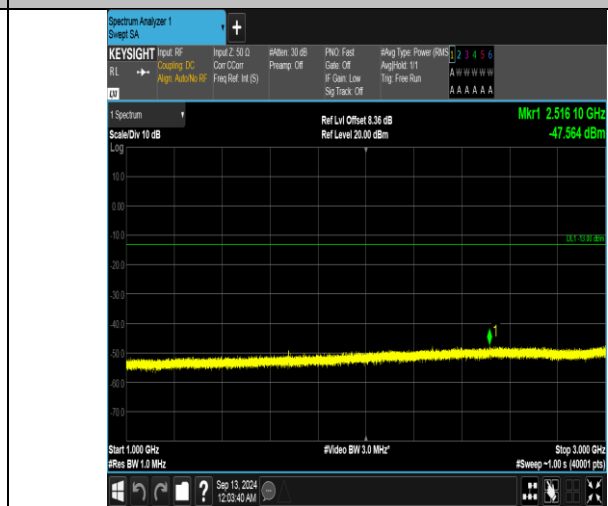 Spectrum Analyzer 1
Swept SA
+
KEYSIGHT
RL
Input: RF
Coupling: DC
Align: Auto/No RF
Input Z: 50 Ω
Corr CCorr
Freq Ref: Int (S)
#Atten: 30 dB
Preamp: Off
PNO: Fast
Gate: Off
IF Gain: Low
Sig Track: Off
#Avg Type: Power (RMS
Avg|Hold: 1/1
Trig: Free Run
1 2 3 4 5 6
A W W W W W
A A A A A A
1 Spectrum
Scale/Div 10 dB
Ref Lvl Offset 8.36 dB
Ref Level 20.00 dBm
Mkr1 2.516 10 GHz
-47.564 dBm
Log
10.0
0.00
-10.0
DL1 -13.00 dBm
-20.0
-30.0
-40.0
1
-50.0
-60.0
-70.0
Start 1.000 GHz
#Res BW 1.0 MHz
#Video BW 3.0 MHz*
Stop 3.000 GHz
#Sweep ~1.00 s (40001 pts)
?
Sep 13, 2024
12:03:40 AM